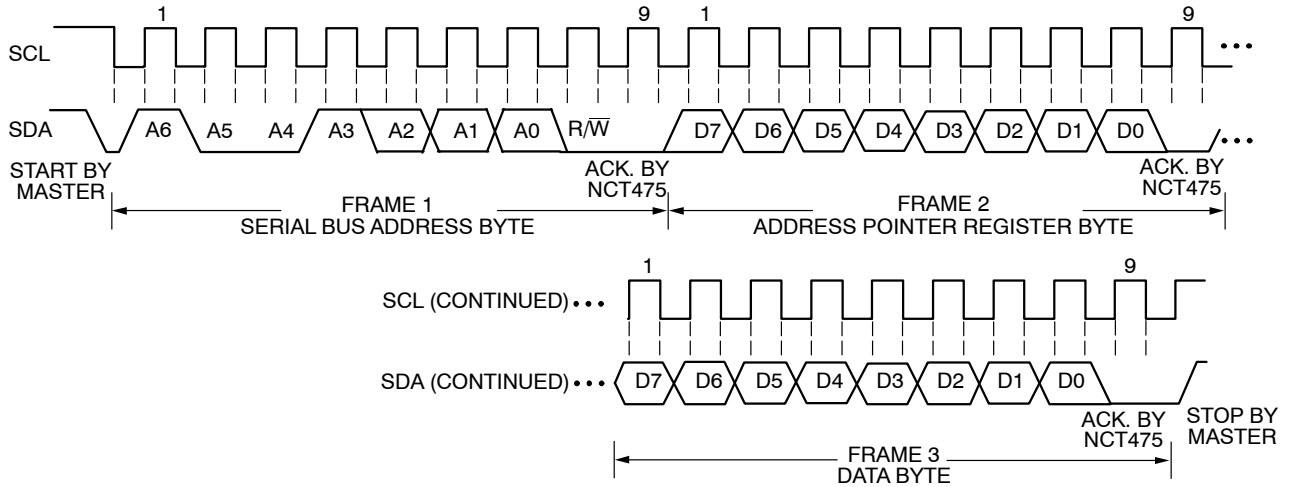 1 9 1 9
SCL
SDA A6 A5 A4 A3 A2 A1 A0 R/W̅ D7 D6 D5 D4 D3 D2 D1 D0
START BY
MASTER
ACK. BY
NCT475
ACK. BY
NCT475
FRAME 1
SERIAL BUS ADDRESS BYTE
FRAME 2
ADDRESS POINTER REGISTER BYTE
1 9
SCL (CONTINUED)
SDA (CONTINUED) D7 D6 D5 D4 D3 D2 D1 D0
ACK. BY
NCT475
STOP BY
MASTER
FRAME 3
DATA BYTE